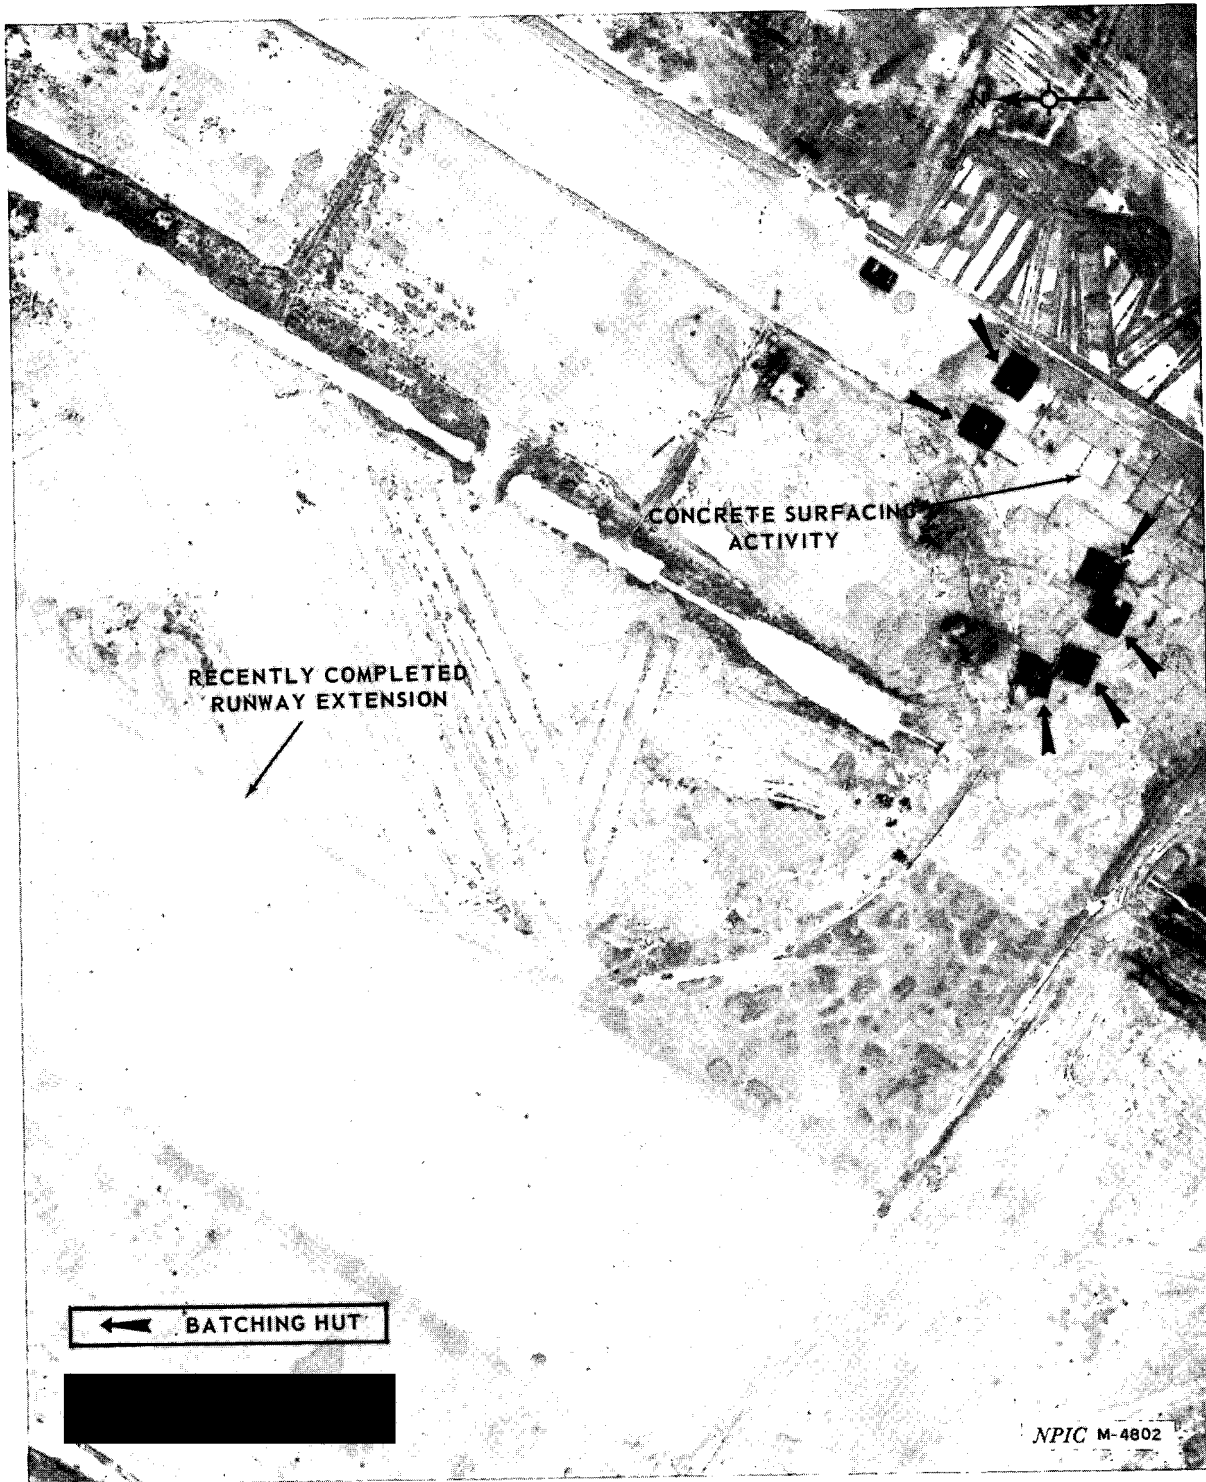 N
CONCRETE SURFACING
ACTIVITY
RECENTLY COMPLETED
RUNWAY EXTENSION
BATCHING HUT
NPIC M-4802